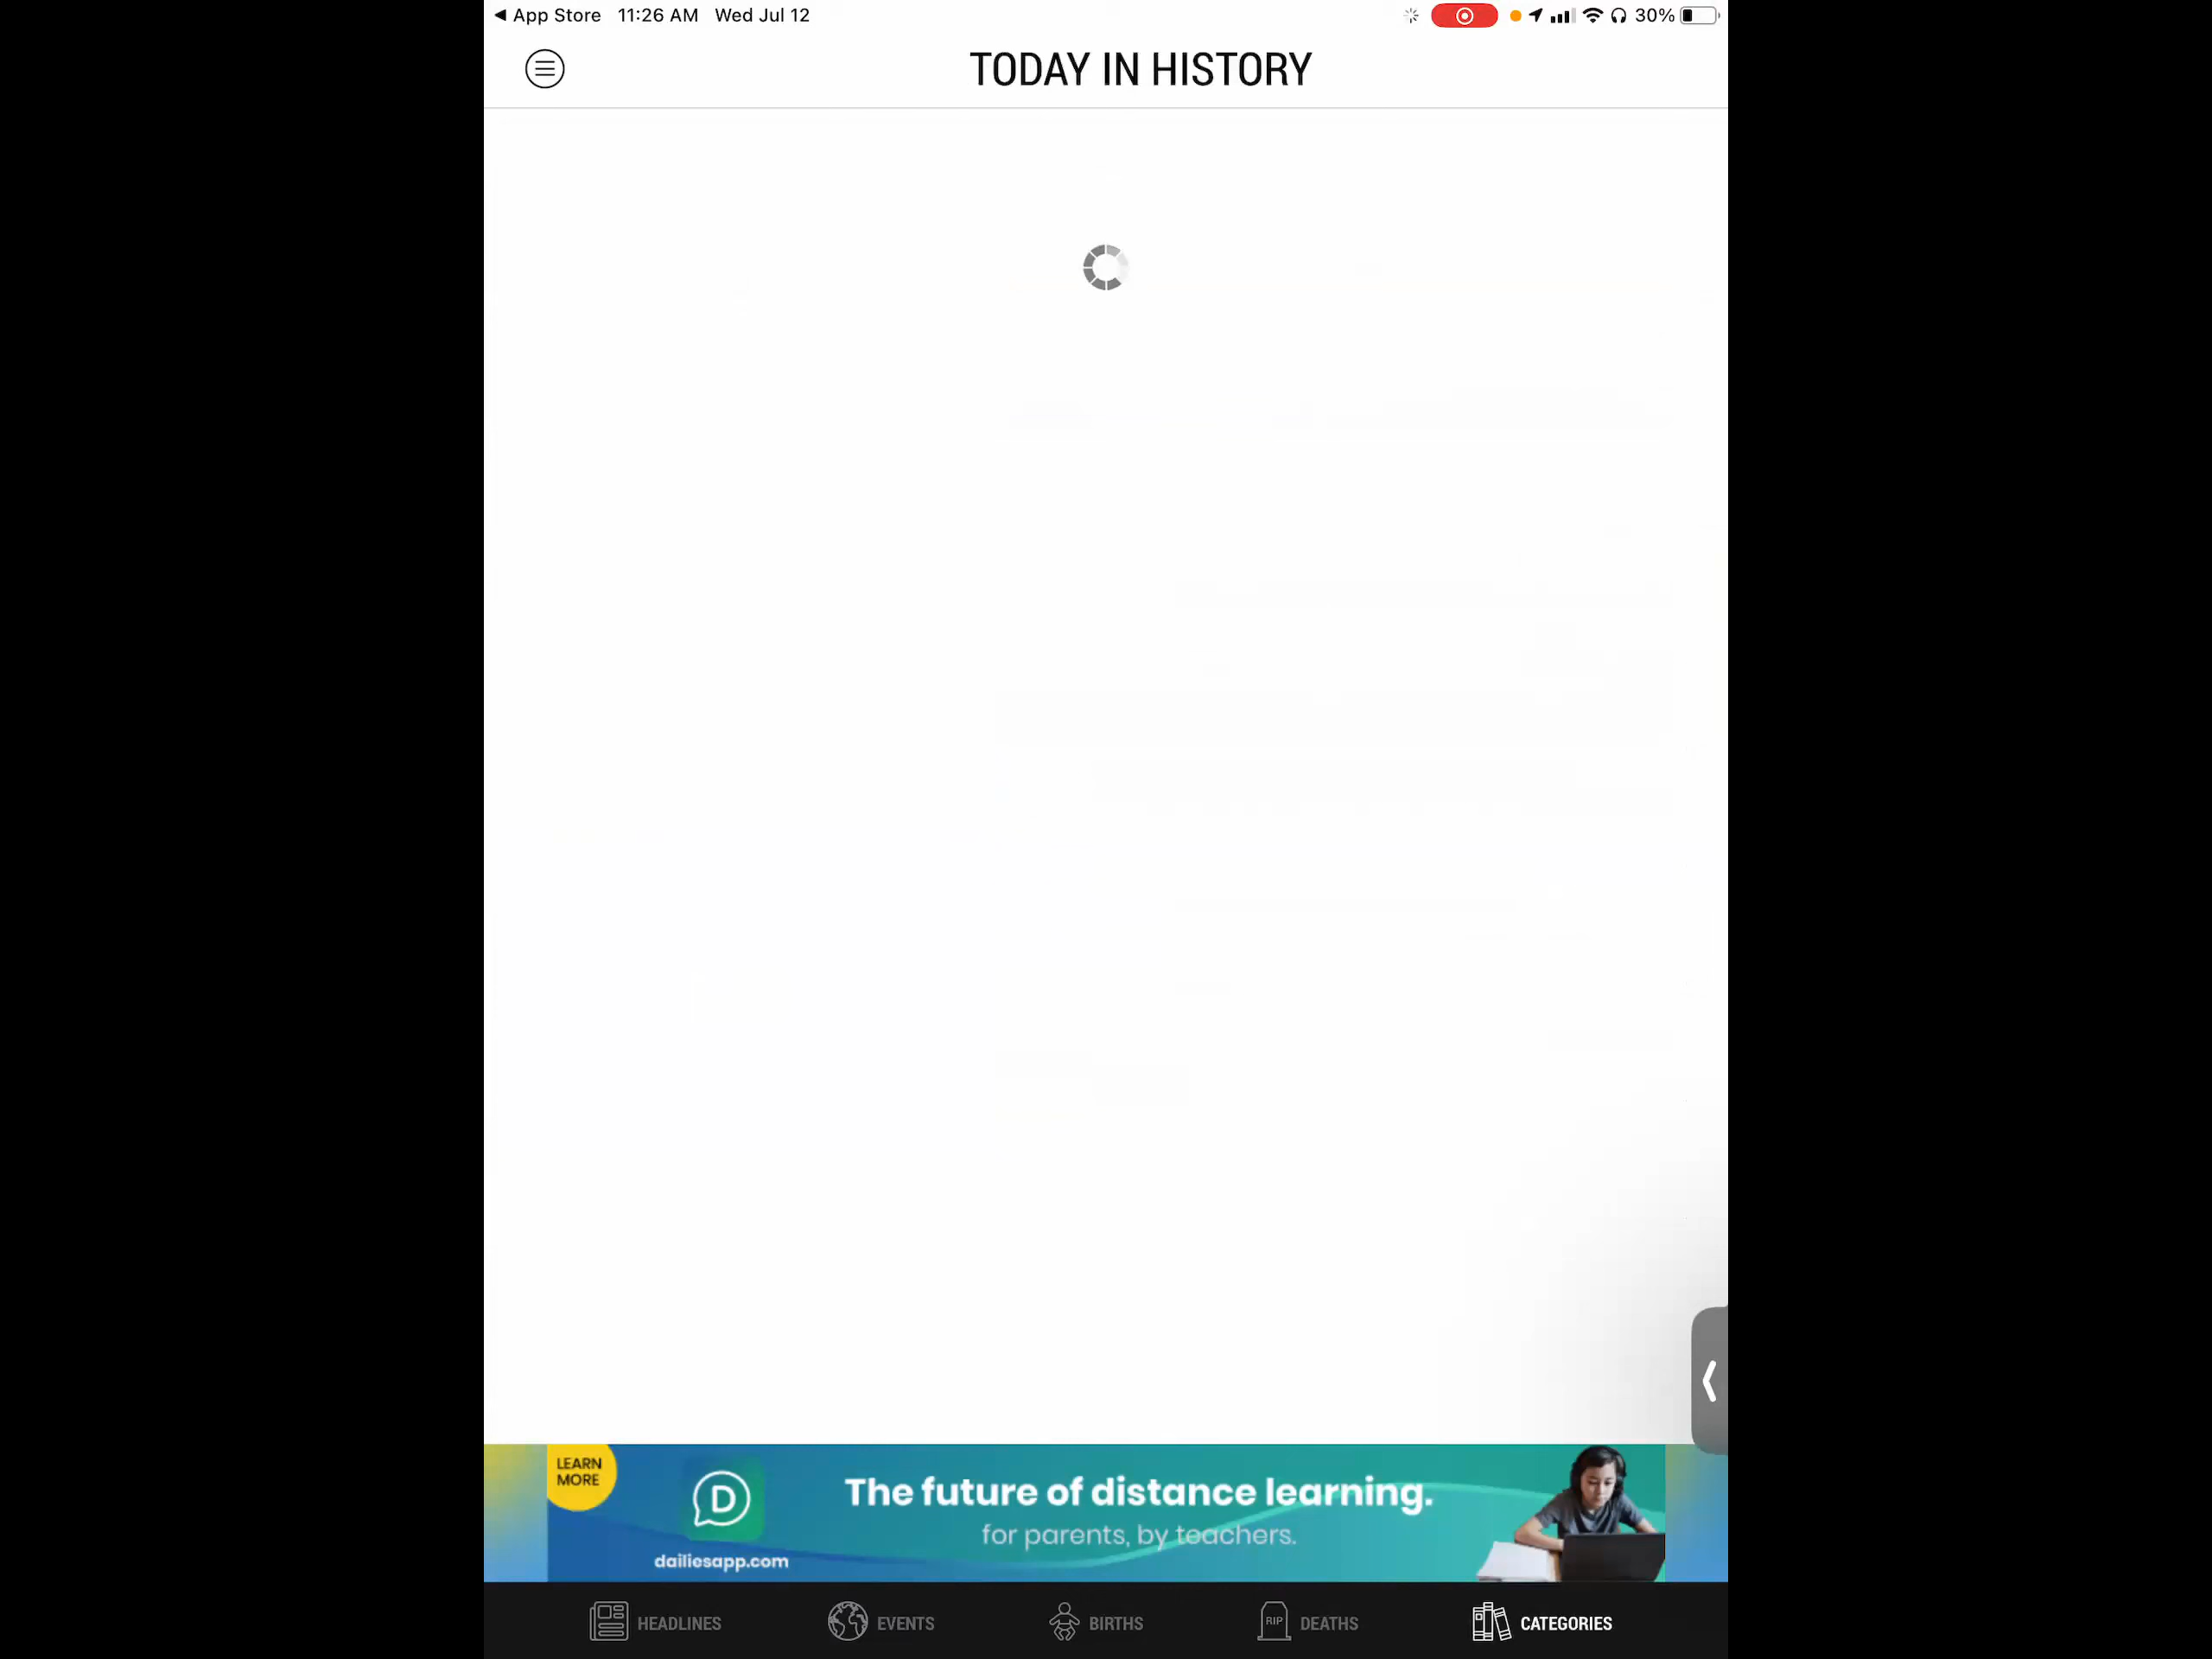 App Store 11:26 AM Wed Jul 12 30%
TODAY IN HISTORY
LEARN
MORE
D
The future of distance learning.
for parents, by teachers.
dailiesapp.com
HEADLINES EVENTS BIRTHS RIP DEATHS CATEGORIES